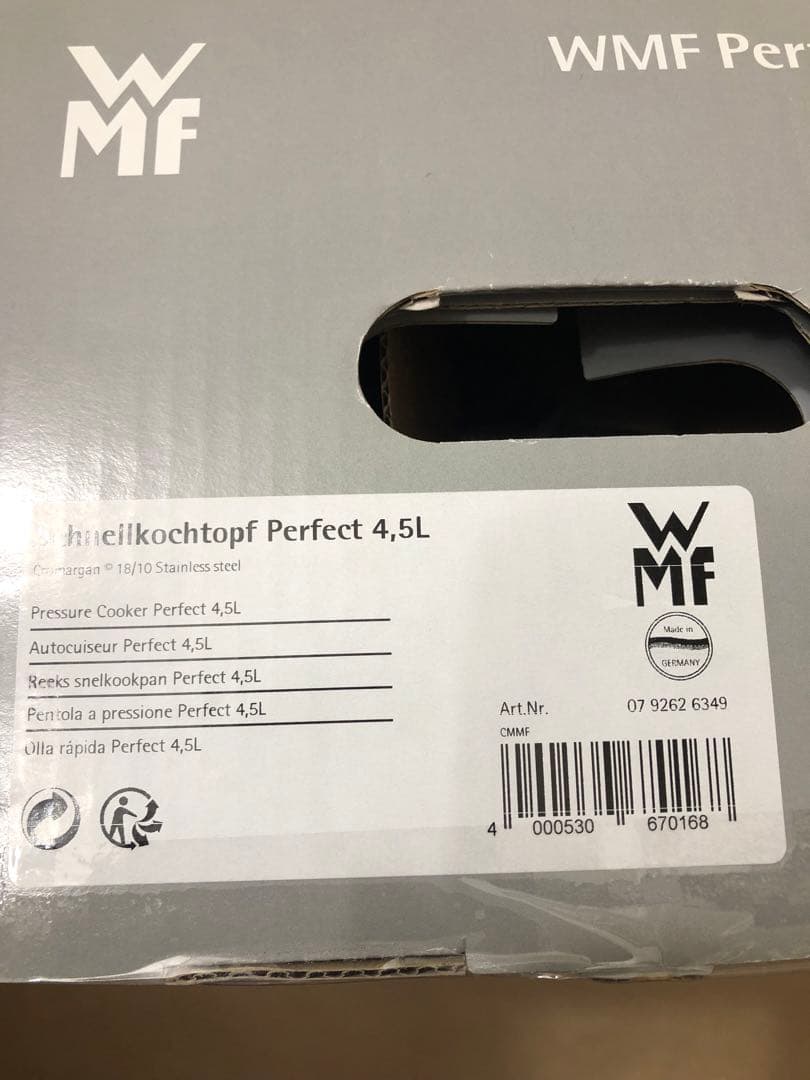 WMF
WMF Per
Schnellkochtopf Perfect 4,5L
Cromargan® 18/10 Stainless steel
Pressure Cooker Perfect 4,5L
Autocuiseur Perfect 4,5L
Reeks snelkookpan Perfect 4,5L
Pentola a pressione Perfect 4,5L
Olla rápida Perfect 4,5L
WMF
Made in
GERMANY
Art.Nr. 07 9262 6349
CMMF
4 000530 670168